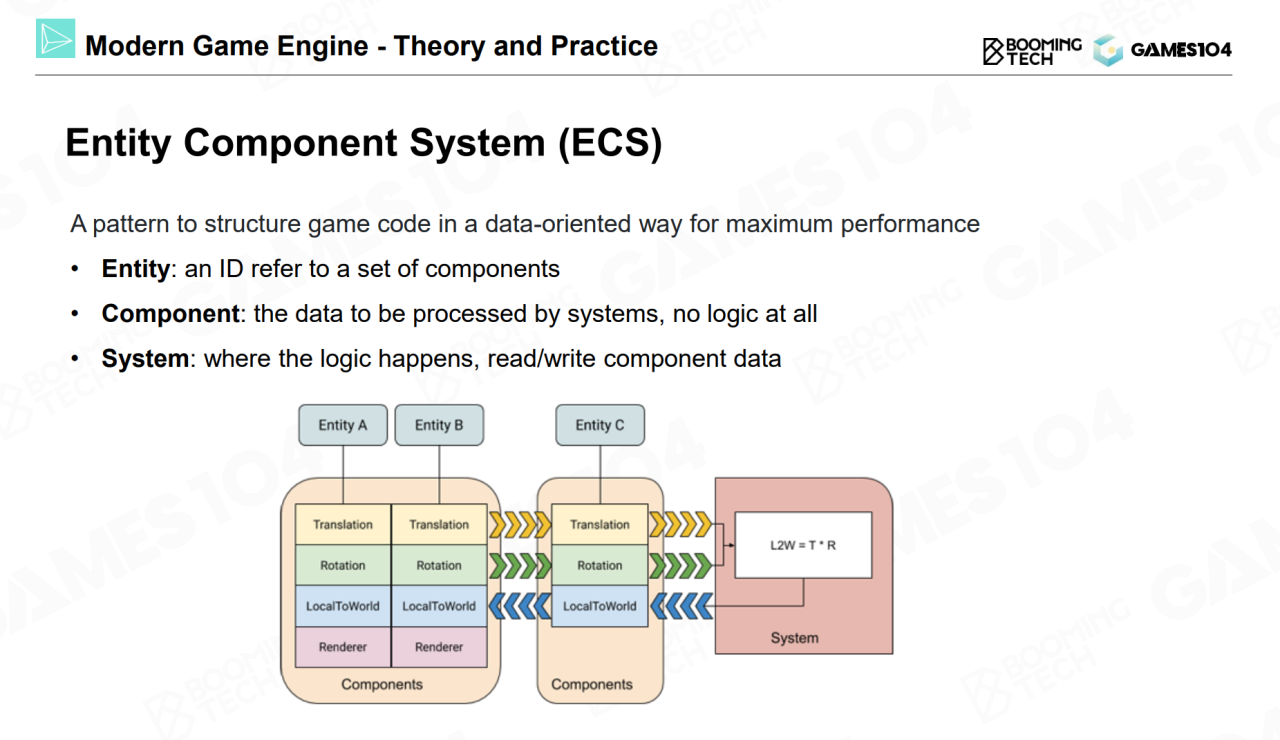 Modern Game Engine - Theory and Practice
BOOMING
TECH
GAMES104
Entity Component System (ECS)
A pattern to structure game code in a data-oriented way for maximum performance
• Entity: an ID refer to a set of components
• Component: the data to be processed by systems, no logic at all
• System: where the logic happens, read/write component data
Entity A Entity B Entity C
Translation Translation Translation
L2W = T * R
Rotation Rotation Rotation
LocalToWorld LocalToWorld LocalToWorld
System
Renderer Renderer
Components Components